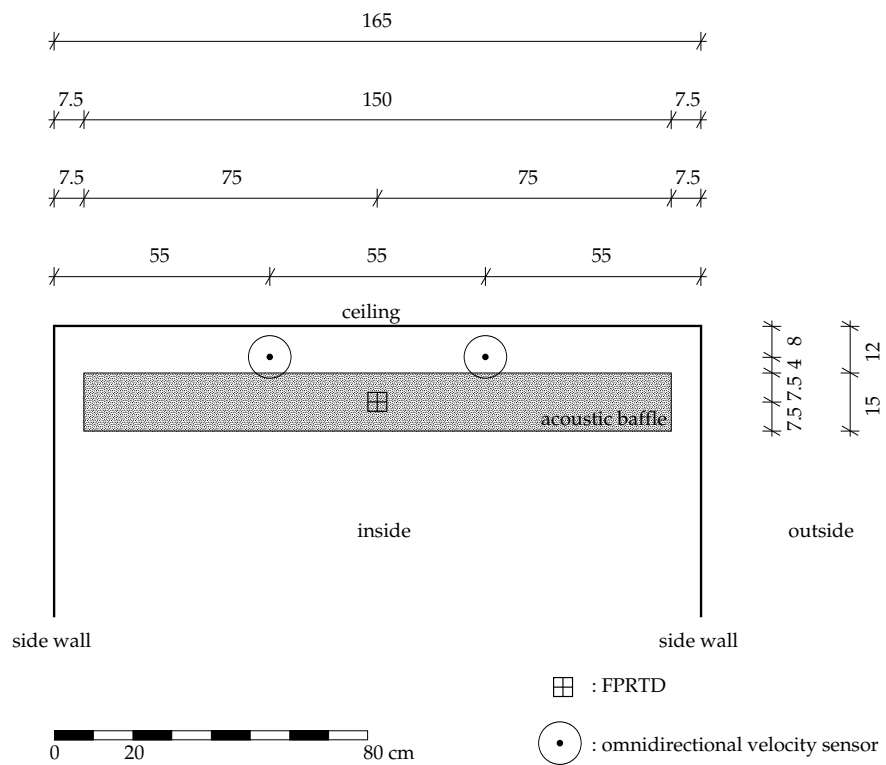 165
7.5 150 7.5
7.5 75 75 7.5
55 55 55
ceiling
8
4
7.5
7.5
12
15
acoustic baffle
inside
outside
side wall
side wall
: FPRTD
0 20 80 cm
: omnidirectional velocity sensor